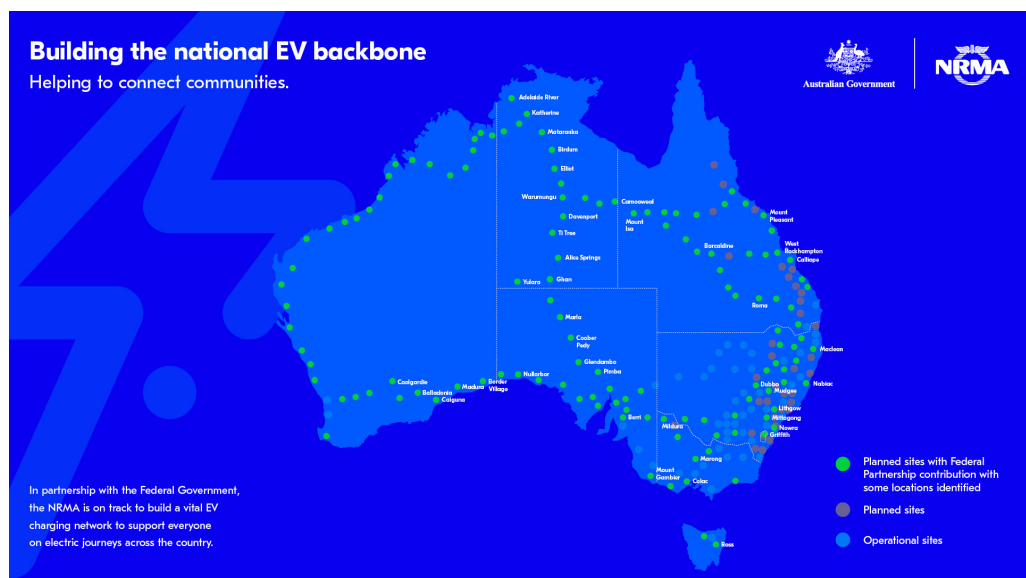 Building the national EV backbone
Helping to connect communities.
Australian Government
NRMA
Adelaide River
Katherine
Mataranka
Birdum
Elliot
Warumungu
Camooweal
Davenport
Mount
Isa
Mount
Pleasant
Ti Tree
Barcaldine
West
Rockhampton
Calliope
Alice Springs
Yulara
Ghan
Roma
Marla
Coober
Pedy
Maclean
Glendambo
Pimba
Nullarbor
Border
Village
Coolgardie
Madura
Balladonia
Caiguna
Dubbo
Nabiac
Mudgee
Lithgow
Mittagong
Berri
Mildura
Nowra
Griffith
Marong
Mount
Gambier
Colac
Ross
Planned sites with Federal
Partnership contribution with
some locations identified
Planned sites
Operational sites
In partnership with the Federal Government,
the NRMA is on track to build a vital EV
charging network to support everyone
on electric journeys across the country.